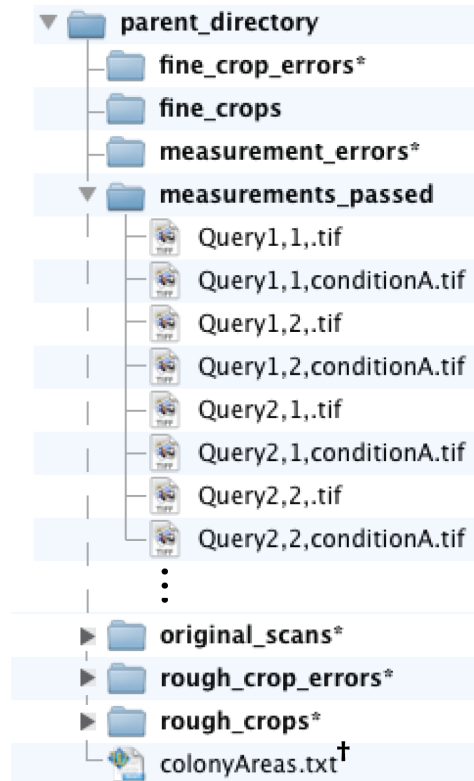 parent_directory
fine_crop_errors*
fine_crops
measurement_errors*
measurements_passed
Query1,1,.tif
Query1,1,conditionA.tif
Query1,2,.tif
Query1,2,conditionA.tif
Query2,1,.tif
Query2,1,conditionA.tif
Query2,2,.tif
Query2,2,conditionA.tif
original_scans*
rough_crop_errors*
rough_crops*
colonyAreas.txt†